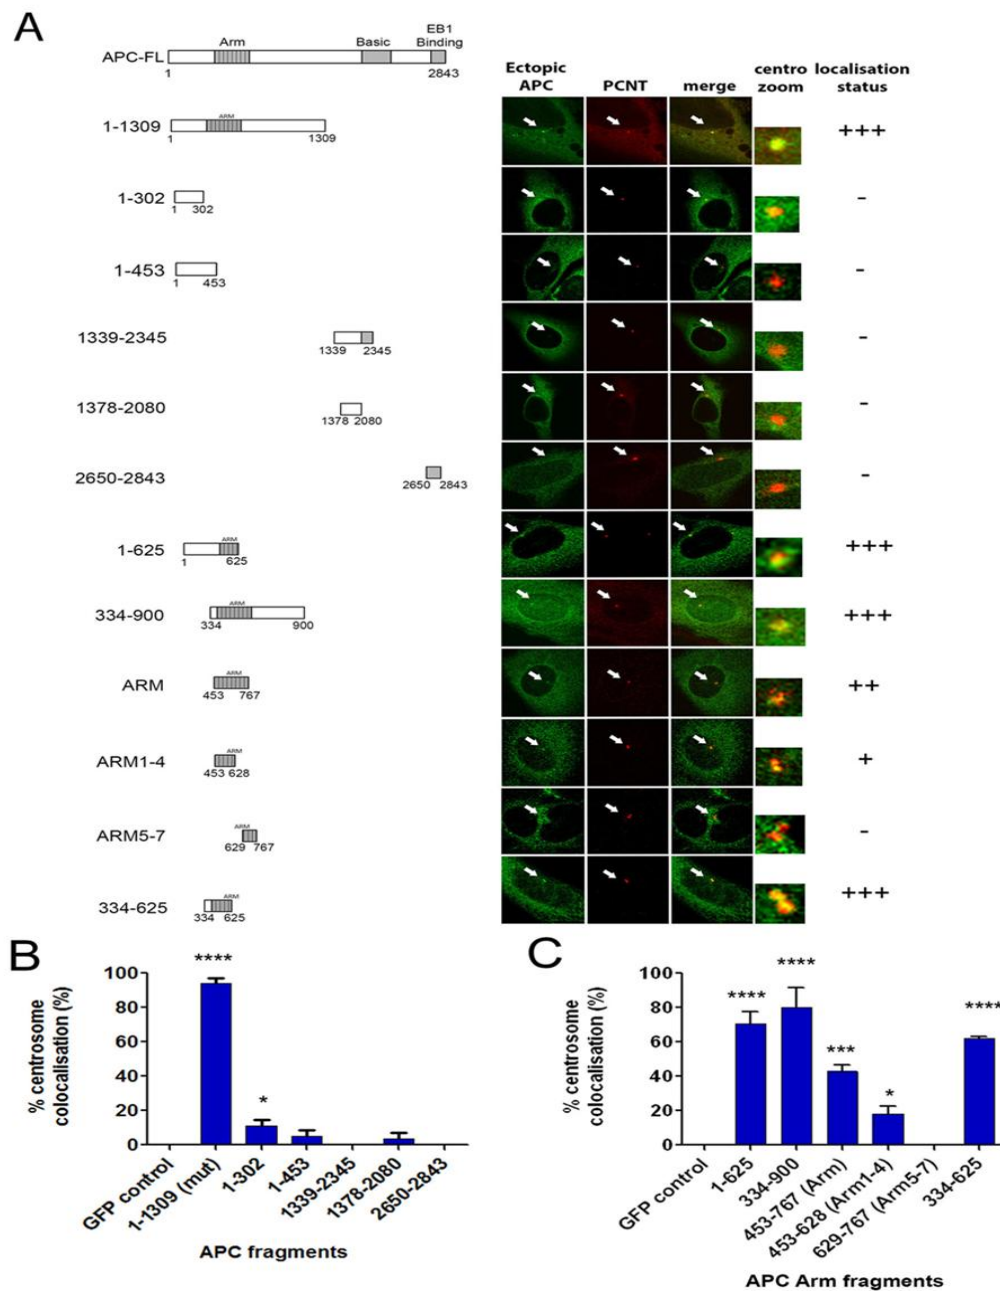 A
Arm
Basic
EB1
Binding
APC-FL
1
2843
Ectopic
APC
PCNT
merge
centro
zoom
localisation
status
1-1309
ARM
1
1309
+++
1-302
1
302
-
1-453
1
453
-
1339-2345
1339
2345
-
1378-2080
1378
2080
-
2650-2843
2650
2843
-
1-625
ARM
1
625
+++
334-900
ARM
334
900
+++
ARM
ARM
453
767
++
ARM1-4
ARM
453
628
+
ARM5-7
ARM
629
767
-
334-625
ARM
334
625
+++
B
% centrosome
colocalisation (%)
100
80
60
40
20
0
****
*
GFP control
1-1309 (mut)
1-302
1-453
1339-2345
1378-2080
2650-2843
APC fragments
C
% centrosome
colocalisation (%)
100
80
60
40
20
0
****
****
***
*
****
GFP control
1-625
334-900
453-767 (Arm)
453-628 (Arm1-4)
629-767 (Arm5-7)
334-625
APC Arm fragments